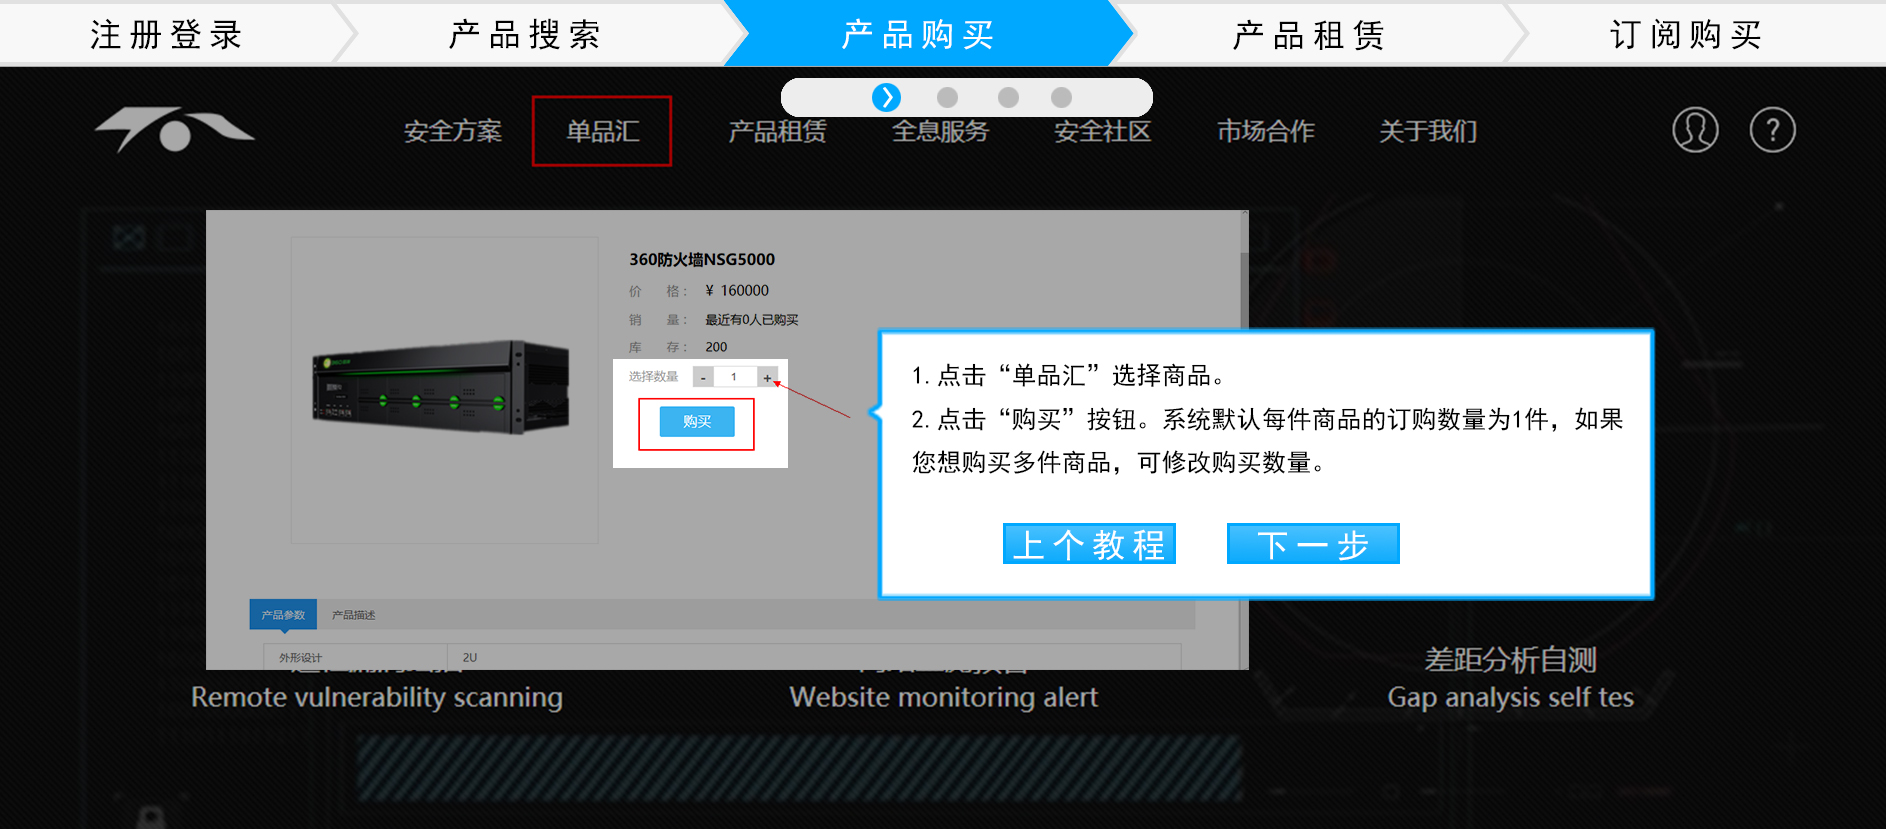 注册登录
产品搜索
产品购买
产品租赁
订阅购买
安全方案
单品汇
产品租赁
全息服务
安全社区
市场合作
关于我们
?
360防火墙NSG5000
价 格： ¥ 160000
销 量： 最近有0人已购买
库 存： 200
选择数量 - 1 +
购买
1. 点击“单品汇”选择商品。
2. 点击“购买”按钮。系统默认每件商品的订购数量为1件，如果
您想购买多件商品，可修改购买数量。
上个教程
下一步
产品参数
产品描述
外形设计 2U
差距分析自测
Remote vulnerability scanning
Website monitoring alert
Gap analysis self tes